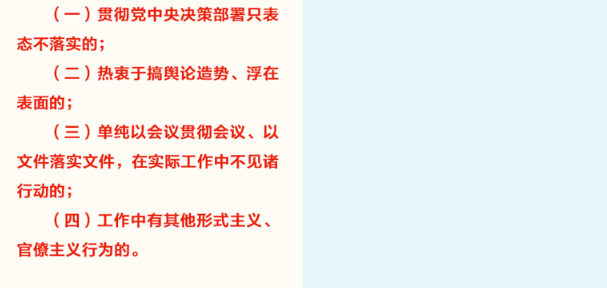 （一）贯彻党中央决策部署只表
态不落实的；
（二）热衷于搞舆论造势、浮在
表面的；
（三）单纯以会议贯彻会议、以
文件落实文件，在实际工作中不见诸
行动的；
（四）工作中有其他形式主义、
官僚主义行为的。